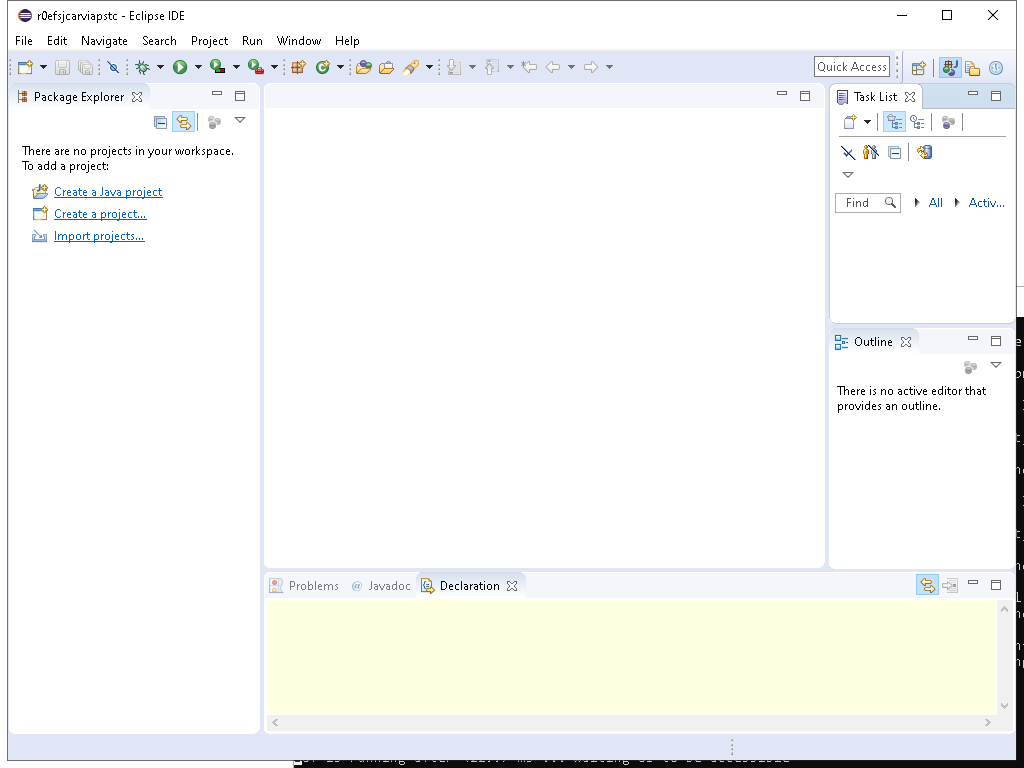 r0efsjcarviapstc - Eclipse IDE
File Edit Navigate Search Project Run Window Help
Quick Access
Package Explorer
There are no projects in your workspace.
To add a project:
Create a Java project
Create a project...
Import projects...
Task List
Find All Activ...
Outline
There is no active editor that
provides an outline.
Problems @ Javadoc Declaration